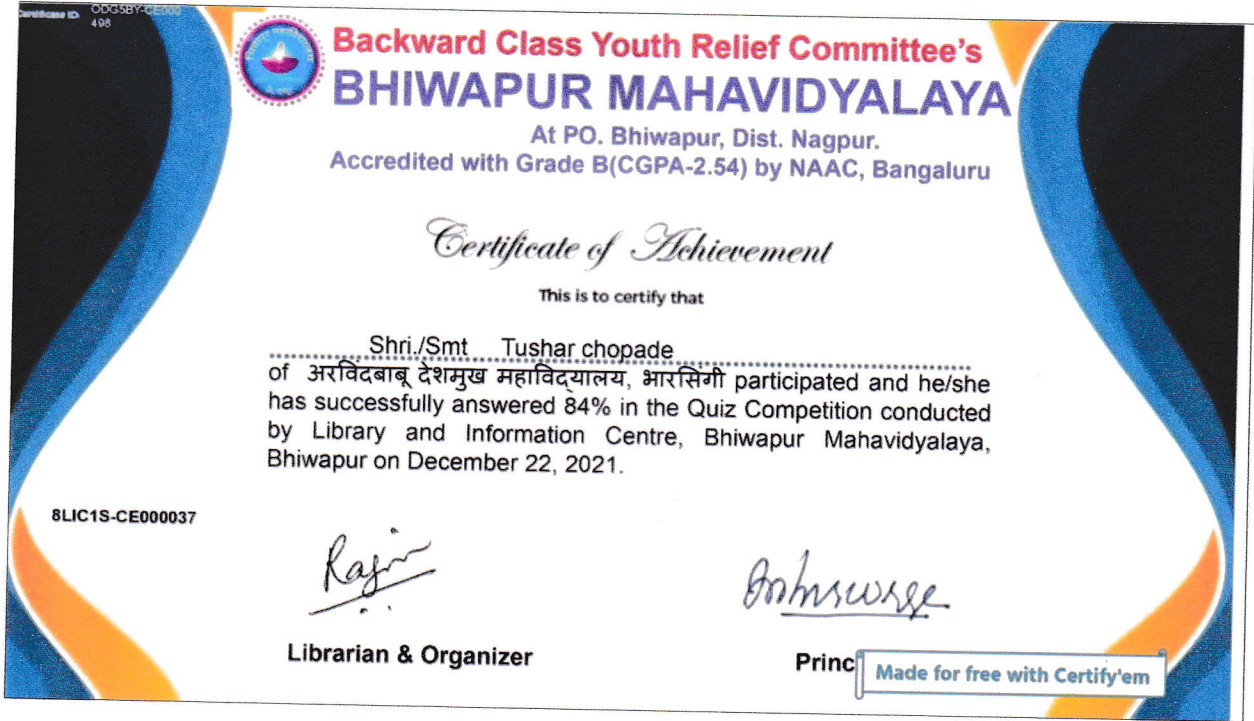 Certificate ID: ODG5BY-CE000
498
Backward Class Youth Relief Committee's
BHIWAPUR MAHAVIDYALAYA
At PO. Bhiwapur, Dist. Nagpur.
Accredited with Grade B(CGPA-2.54) by NAAC, Bangaluru
Certificate of Achievement
This is to certify that
Shri./Smt Tushar chopade
of अरविंदबाबू देशमुख महाविद्यालय, भारसिंगी participated and he/she
has successfully answered 84% in the Quiz Competition conducted
by Library and Information Centre, Bhiwapur Mahavidyalaya,
Bhiwapur on December 22, 2021.
8LIC1S-CE000037
Librarian & Organizer
Princ
Made for free with Certify'em